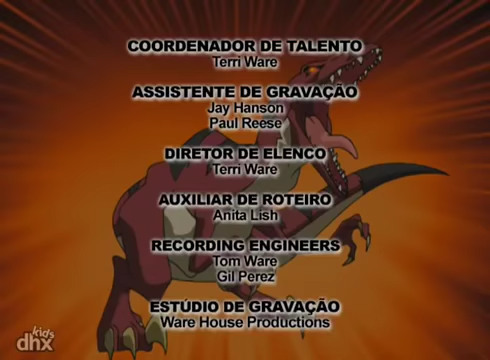 COORDENADOR DE TALENTO
Terri Ware
ASSISTENTE DE GRAVAÇÃO
Jay Hanson
Paul Reese
DIRETOR DE ELENCO
Terri Ware
AUXILIAR DE ROTEIRO
Anita Lish
RECORDING ENGINEERS
Tom Ware
Gil Perez
ESTÚDIO DE GRAVAÇÃO
Ware House Productions
kids
dhx